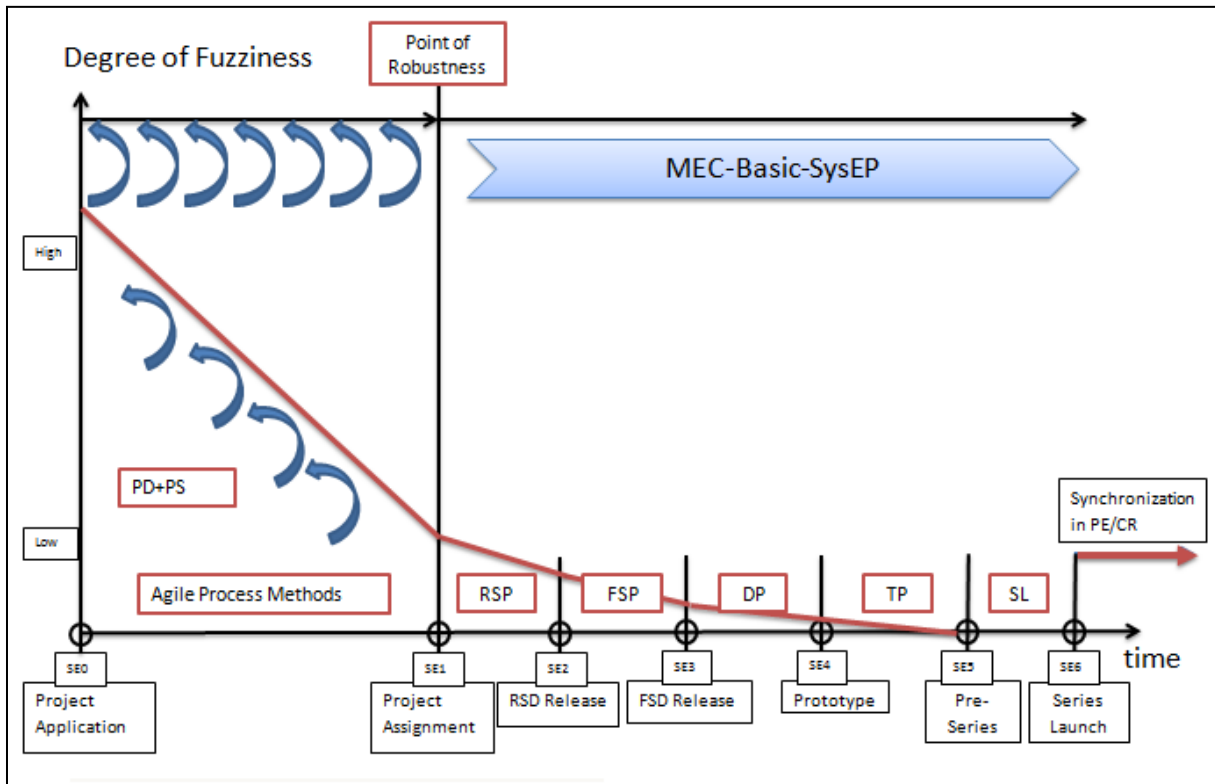 Degree of Fuzziness
Point of
Robustness
MEC-Basic-SysEP
High
PD+PS
Low
Synchronization
in PE/CR
Agile Process Methods
RSP
FSP
DP
TP
SL
time
SE0
SE1
SE2
SE3
SE4
SE5
SE6
Project
Application
Project
Assignment
RSD Release
FSD Release
Prototype
Pre-
Series
Series
Launch